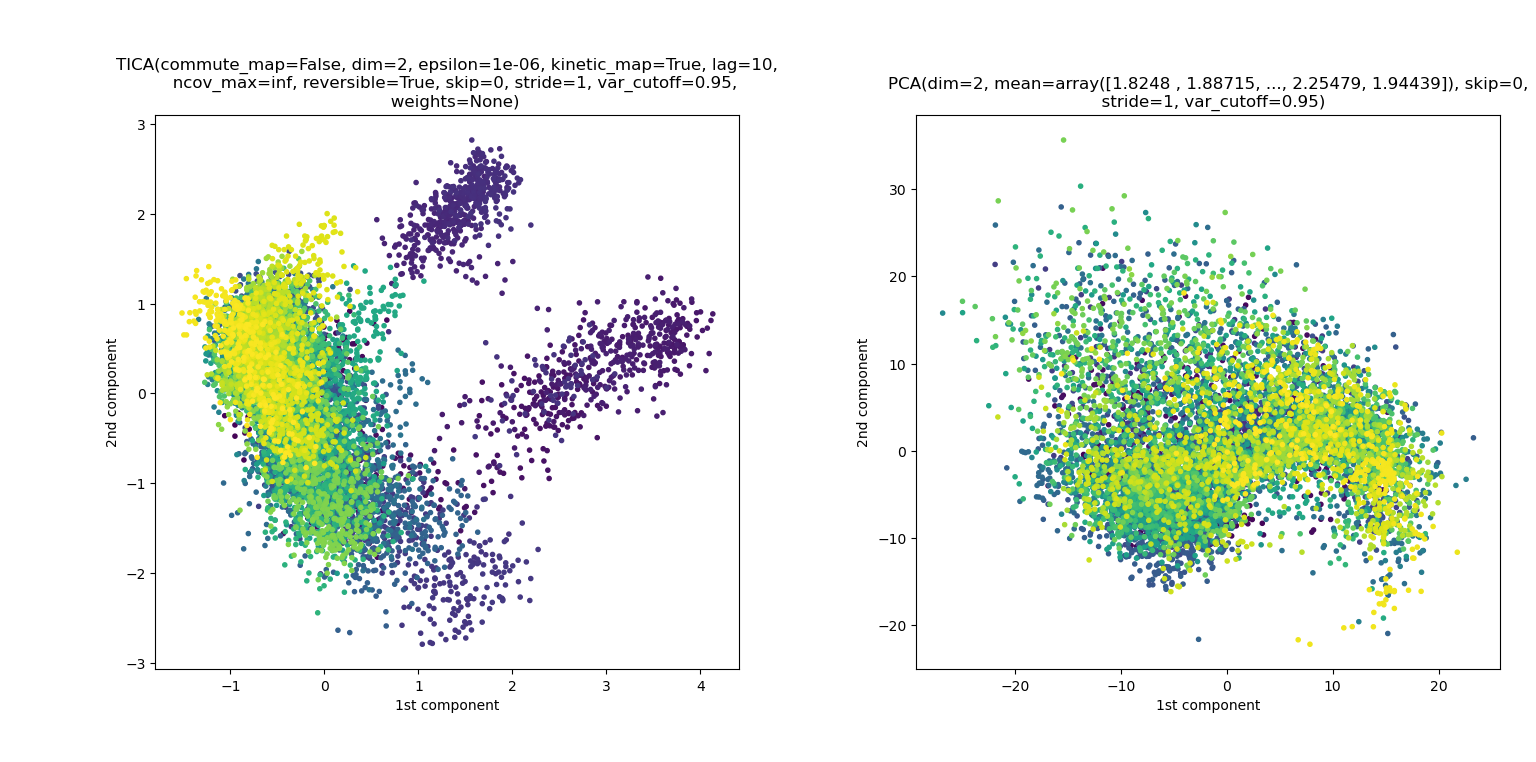 TICA(commute_map=False, dim=2, epsilon=1e-06, kinetic_map=True, lag=10,
ncov_max=inf, reversible=True, skip=0, stride=1, var_cutoff=0.95,
weights=None)
3
2
1
0
−1
−2
−3
2nd component
−1
0
1
2
3
4
1st component
PCA(dim=2, mean=array([1.8248 , 1.88715, ..., 2.25479, 1.94439]), skip=0,
stride=1, var_cutoff=0.95)
30
20
10
0
−10
−20
2nd component
−20
−10
0
10
20
1st component